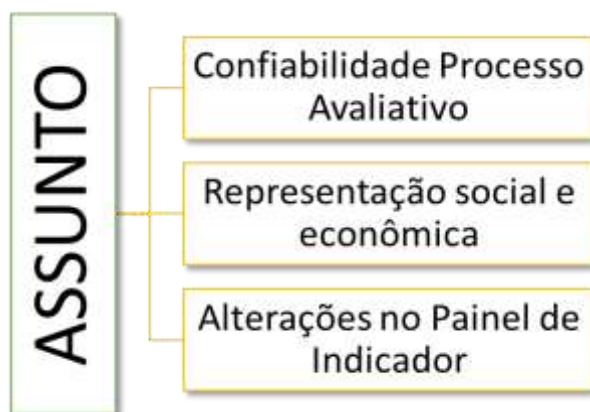 ASSUNTO
Confiabilidade Processo
Avaliativo
Representação social e
econômica
Alterações no Painel de
Indicador